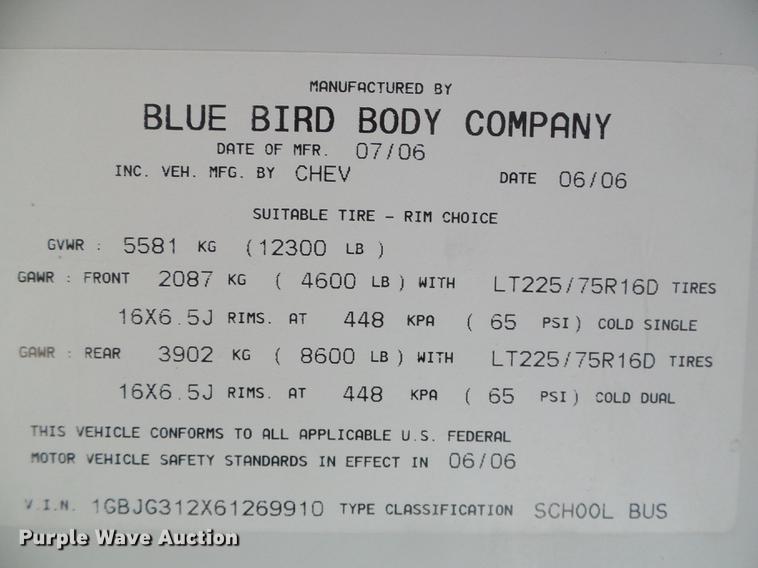 MANUFACTURED BY
BLUE BIRD BODY COMPANY
DATE OF MFR. 07/06
INC. VEH. MFG. BY CHEV DATE 06/06
SUITABLE TIRE - RIM CHOICE
GVWR : 5581 KG (12300 LB )
GAWR : FRONT 2087 KG ( 4600 LB ) WITH LT225/75R16D TIRES
16X6.5J RIMS. AT 448 KPA ( 65 PSI ) COLD SINGLE
GAWR : REAR 3902 KG ( 8600 LB ) WITH LT225/75R16D TIRES
16X6.5J RIMS. AT 448 KPA ( 65 PSI ) COLD DUAL
THIS VEHICLE CONFORMS TO ALL APPLICABLE U.S. FEDERAL
MOTOR VEHICLE SAFETY STANDARDS IN EFFECT IN 06/06
V.I.N. 1GBJG312X61269910 TYPE CLASSIFICATION SCHOOL BUS
Purple Wave Auction